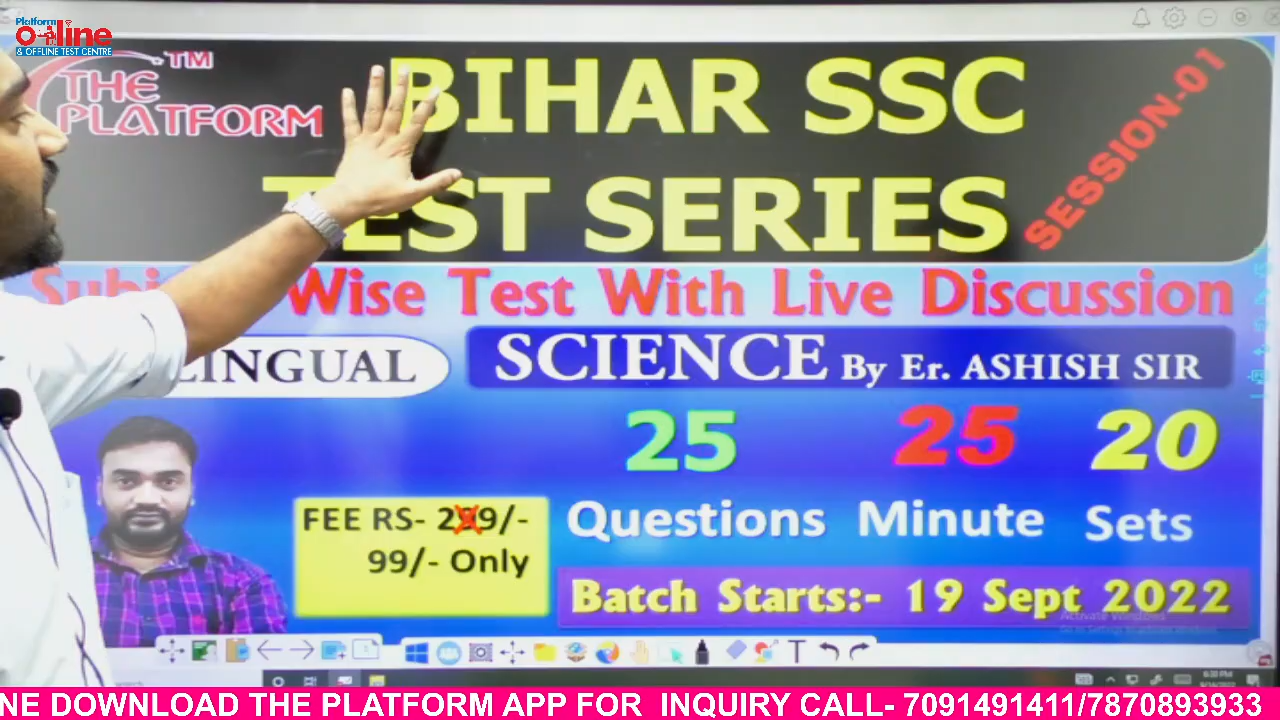 Platform
Online
& OFFLINE TEST CENTRE
THE TM
PLATFORM
BIHAR SSC
TEST SERIES
SESSION-01
Wise Test With Live Discussion
SCIENCE By Er. ASHISH SIR
25 25 20
Questions Minute Sets
FEE RS- 299/-
99/- Only
Batch Starts:- 19 Sept 2022
Activate Windows
NE DOWNLOAD THE PLATFORM APP FOR INQUIRY CALL- 7091491411/7870893933